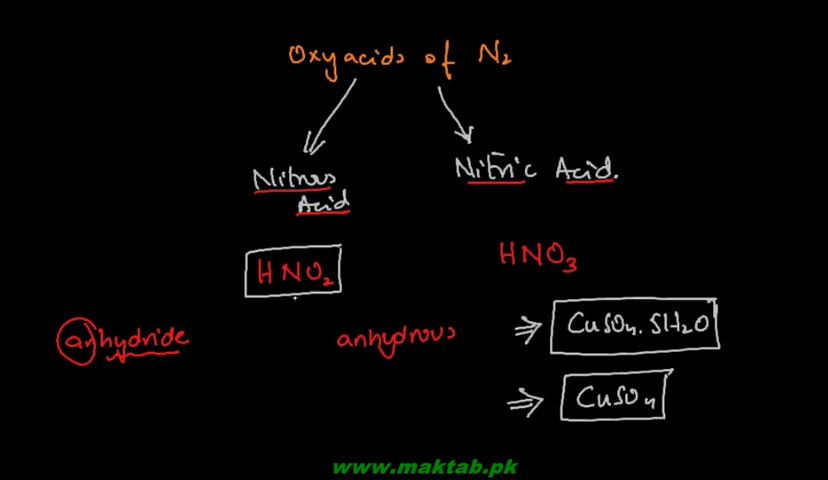 Oxyacids of N₂
Nitrous Acid
Nitric Acid.
HNO₂
HNO₃
anhydride
anhydrous
⇒ CuSO₄.5H₂O
⇒ CuSO₄
www.maktab.pk